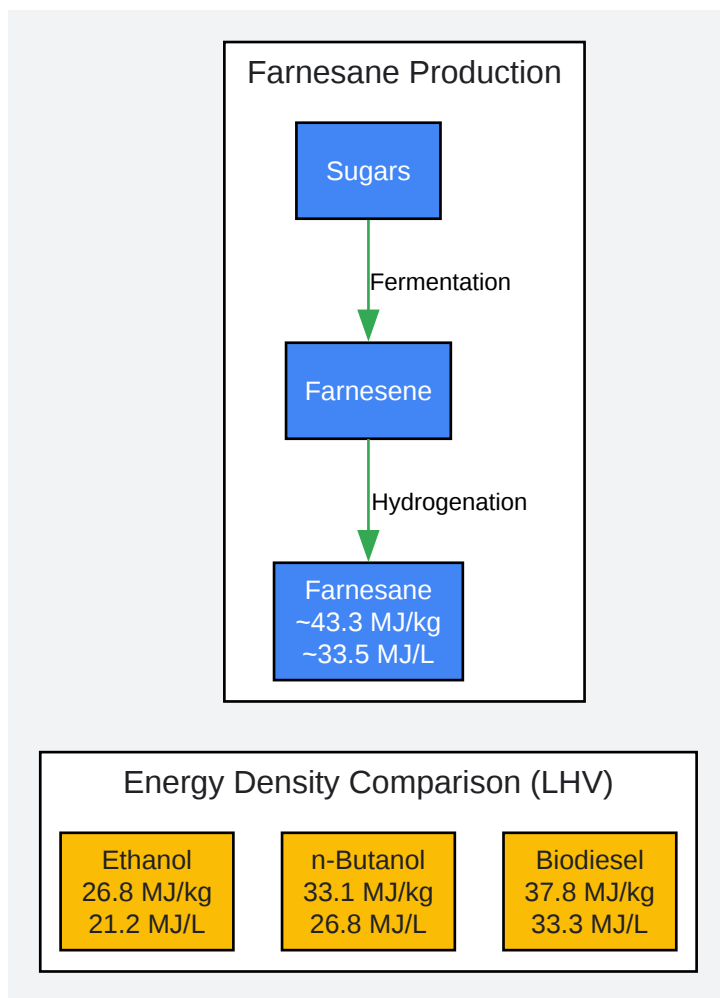 Farnesane Production
Sugars
Fermentation
Farnesene
Hydrogenation
Farnesane
~43.3 MJ/kg
~33.5 MJ/L
Energy Density Comparison (LHV)
Ethanol
26.8 MJ/kg
21.2 MJ/L
n-Butanol
33.1 MJ/kg
26.8 MJ/L
Biodiesel
37.8 MJ/kg
33.3 MJ/L